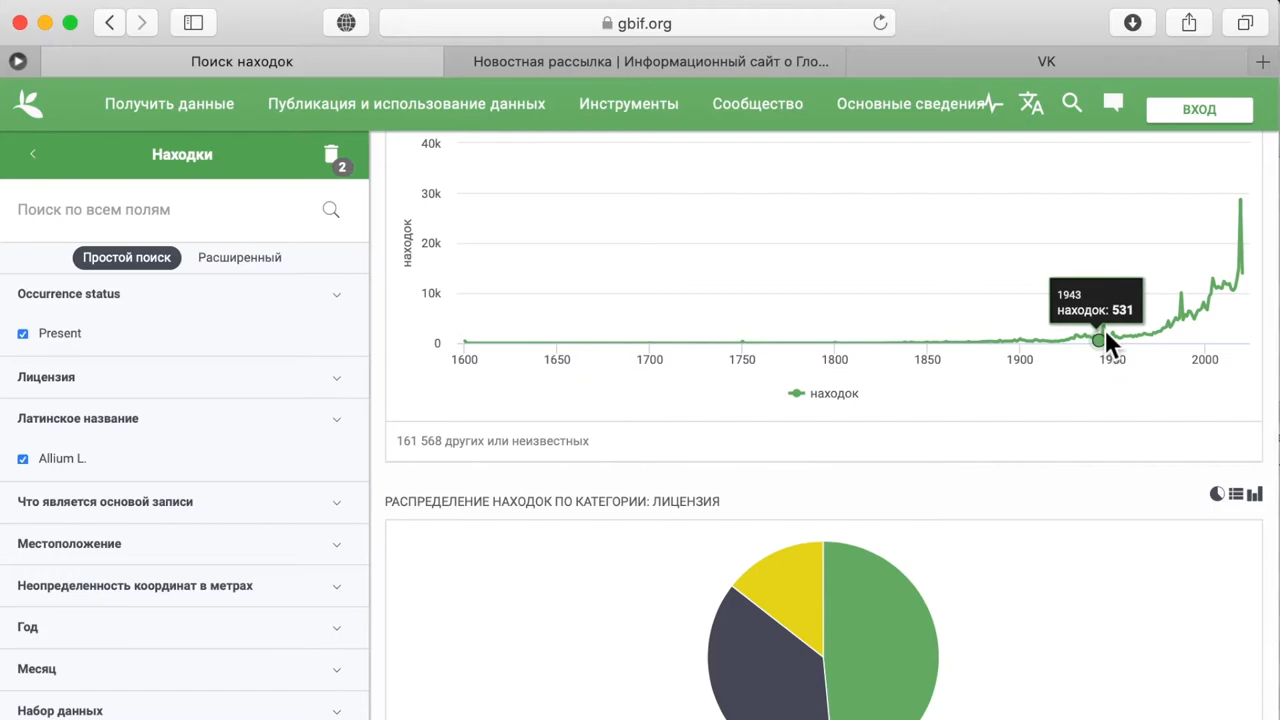 gbif.org
Поиск находок
Новостная рассылка | Информационный сайт о Гло...
VK
Получить данные
Публикация и использование данных
Инструменты
Сообщество
Основные сведения
ВХОД
Находки
2
Поиск по всем полям
Простой поиск
Расширенный
Occurrence status
Present
Лицензия
Латинское название
Allium L.
Что является основой записи
Местоположение
Неопределенность координат в метрах
Год
Месяц
Набор данных
40k
30k
20k
10k
0
находок
1943
находок: 531
1600 1650 1700 1750 1800 1850 1900 1950 2000
находок
161 568 других или неизвестных
РАСПРЕДЕЛЕНИЕ НАХОДОК ПО КАТЕГОРИИ: ЛИЦЕНЗИЯ